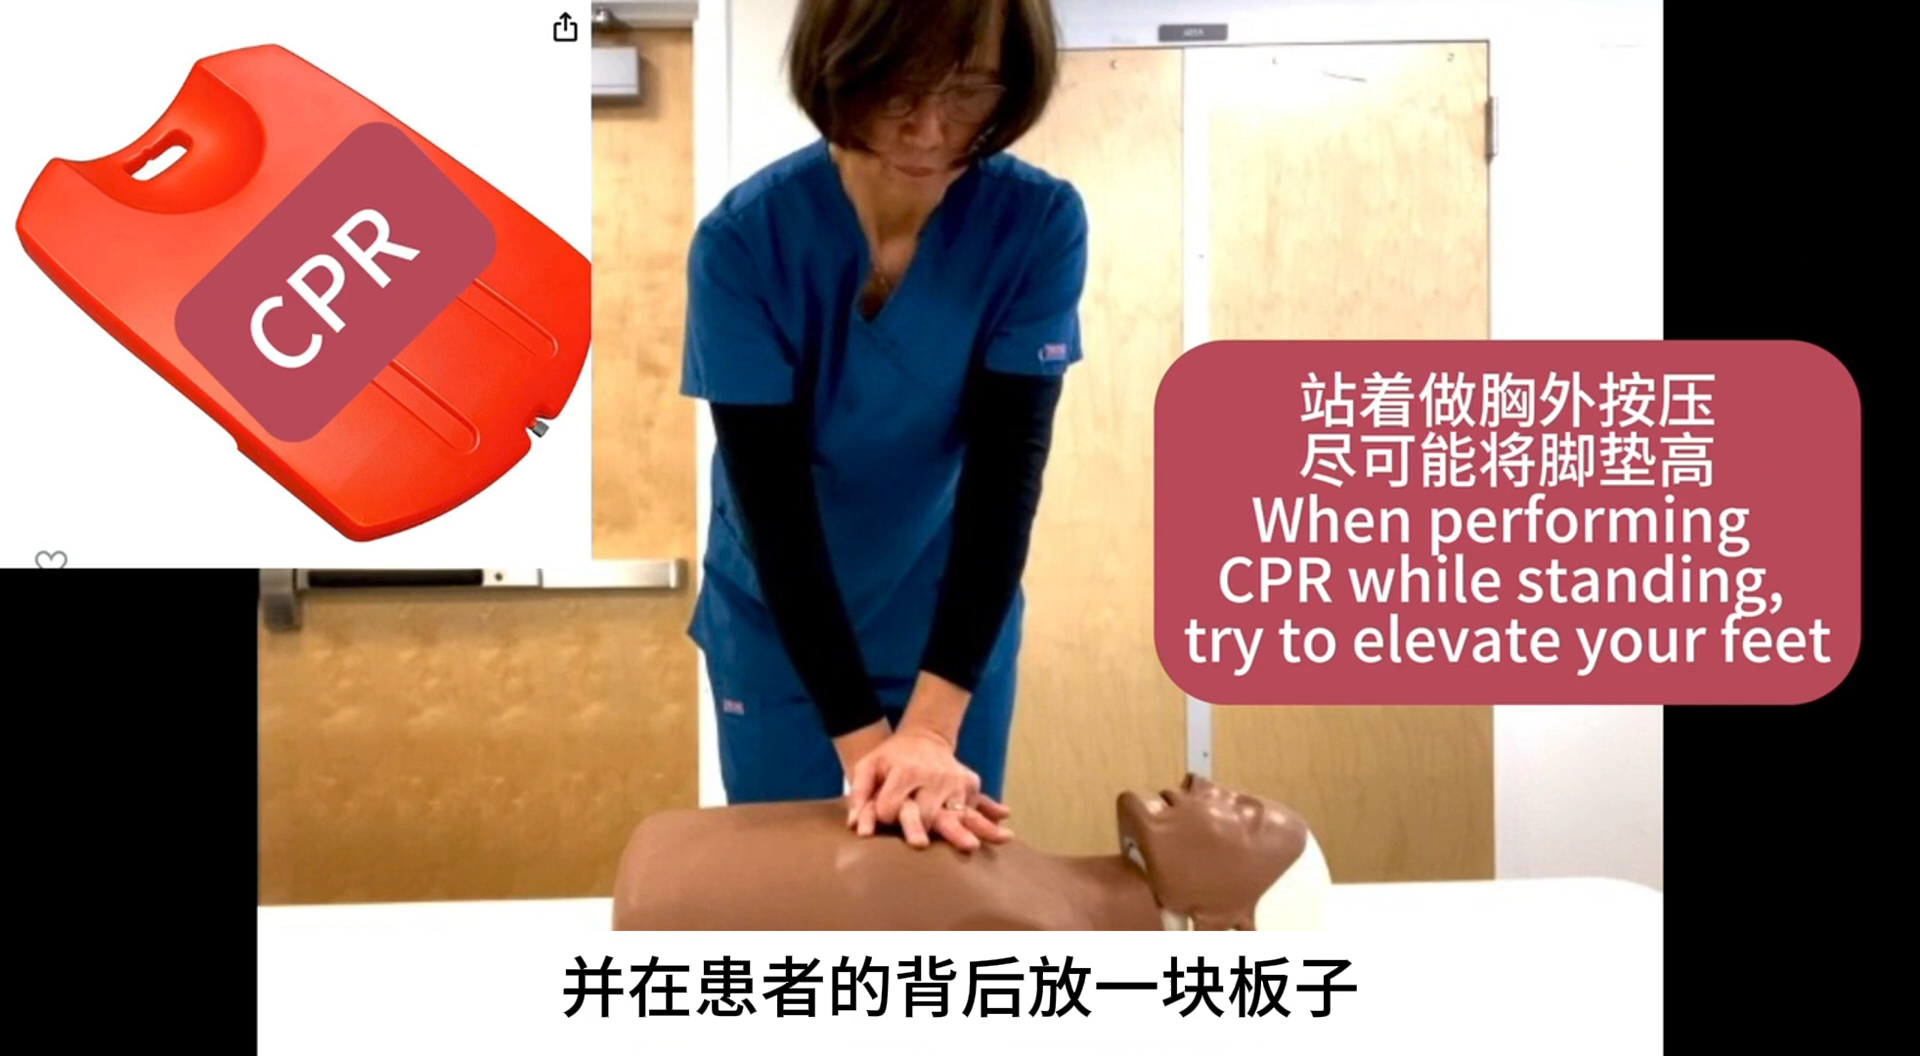 CPR
站着做胸外按压
尽可能将脚垫高
When performing
CPR while standing,
try to elevate your feet
并在患者的背后放一块板子